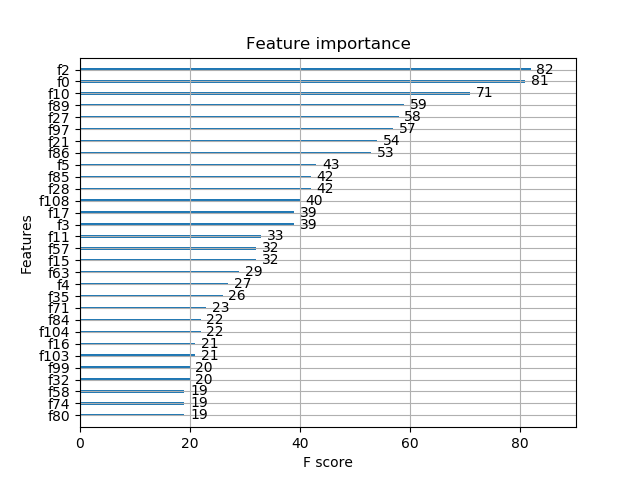 Feature importance
f2 82
f0 81
f10 71
f89 59
f27 58
f97 57
f21 54
f86 53
f5 43
f85 42
f28 42
f108 40
f17 39
f3 39
f11 33
f57 32
f15 32
f63 29
f4 27
f35 26
f71 23
f84 22
f104 22
f16 21
f103 21
f99 20
f32 20
f58 19
f74 19
f80 19
Features
0 20 40 60 80
F score